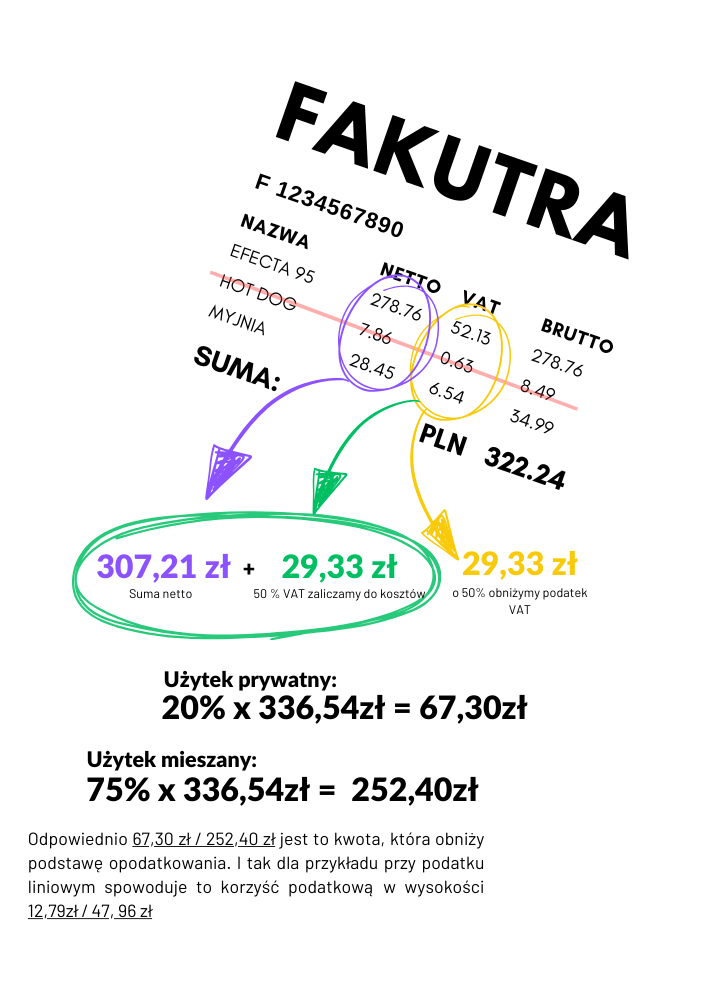 FAKUTRA
F 1234567890
NAZWA NETTO VAT BRUTTO
EFECTA 95 278.76 52.13 278.76
HOT DOG 7.86 0.63 8.49
MYJNIA 28.45 6.54 34.99
SUMA: PLN 322.24
307,21 zł + 29,33 zł 29,33 zł
Suma netto 50 % VAT zaliczamy do kosztów o 50% obniżymy podatek
VAT
Użytek prywatny:
20% x 336,54zł = 67,30zł
Użytek mieszany:
75% x 336,54zł = 252,40zł
Odpowiednio 67,30 zł / 252,40 zł jest to kwota, która obniży
podstawę opodatkowania. I tak dla przykładu przy podatku
liniowym spowoduje to korzyść podatkową w wysokości
12,79zł / 47, 96 zł